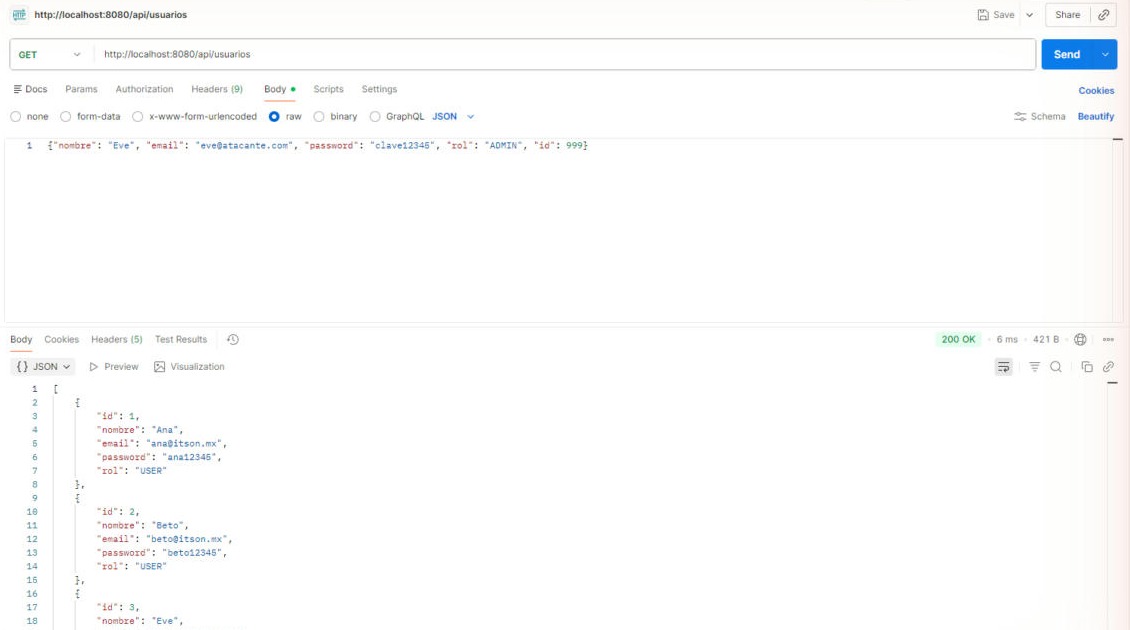 HTTP http://localhost:8080/api/usuarios Save Share
GET http://localhost:8080/api/usuarios Send
Docs Params Authorization Headers (9) Body Scripts Settings Cookies
none form-data x-www-form-urlencoded raw binary GraphQL JSON Schema Beautify
1 {"nombre": "Eve", "email": "eve@atacante.com", "password": "clave12345", "rol": "ADMIN", "id": 999}
Body Cookies Headers (5) Test Results 200 OK · 6 ms · 421 B
{} JSON Preview Visualization
1 [
2 {
3 "id": 1,
4 "nombre": "Ana",
5 "email": "ana@itson.mx",
6 "password": "ana12345",
7 "rol": "USER"
8 },
9 {
10 "id": 2,
11 "nombre": "Beto",
12 "email": "beto@itson.mx",
13 "password": "beto12345",
14 "rol": "USER"
15 },
16 {
17 "id": 3,
18 "nombre": "Eve",